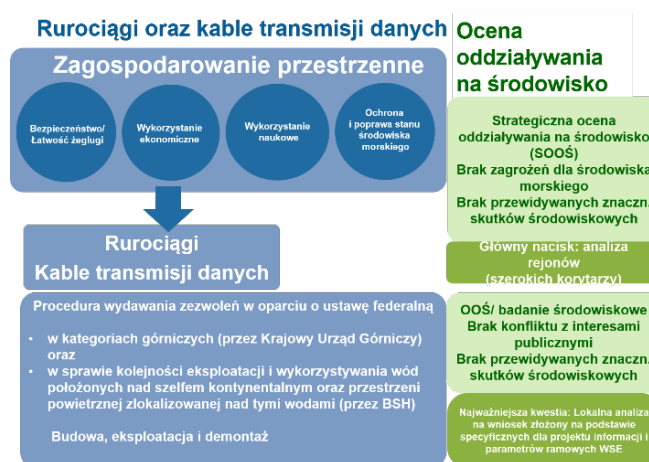 Rurociągi oraz kable transmisji danych
Zagospodarowanie przestrzenne
Bezpieczeństwo/
Łatwość żeglugi
Wykorzystanie
ekonomiczne
Wykorzystanie
naukowe
Ochrona
i poprawa stanu
środowiska
morskiego
Rurociągi
Kable transmisji danych
Procedura wydawania zezwoleń w oparciu o ustawę federalną
• w kategoriach górniczych (przez Krajowy Urząd Górniczy)
oraz
• w sprawie kolejności eksploatacji i wykorzystywania wód
położonych nad szelfem kontynentalnym oraz przestrzeni
powietrznej zlokalizowanej nad tymi wodami (przez BSH)
Budowa, eksploatacja i demontaż
Ocena
oddziaływania
na środowisko
Strategiczna ocena
oddziaływania na środowisko
(SOOŚ)
Brak zagrożeń dla środowiska
morskiego
Brak przewidywanych znaczn.
skutków środowiskowych
Główny nacisk: analiza
rejonów
(szerokich korytarzy)
OOŚ/ badanie środowiskowe
Brak konfliktu z interesami
publicznymi
Brak przewidywanych znaczn.
skutków środowiskowych
Najważniejsza kwestia: Lokalna analiza
na wniosek złożony na podstawie
specyficznych dla projektu informacji i
parametrów ramowych WSE